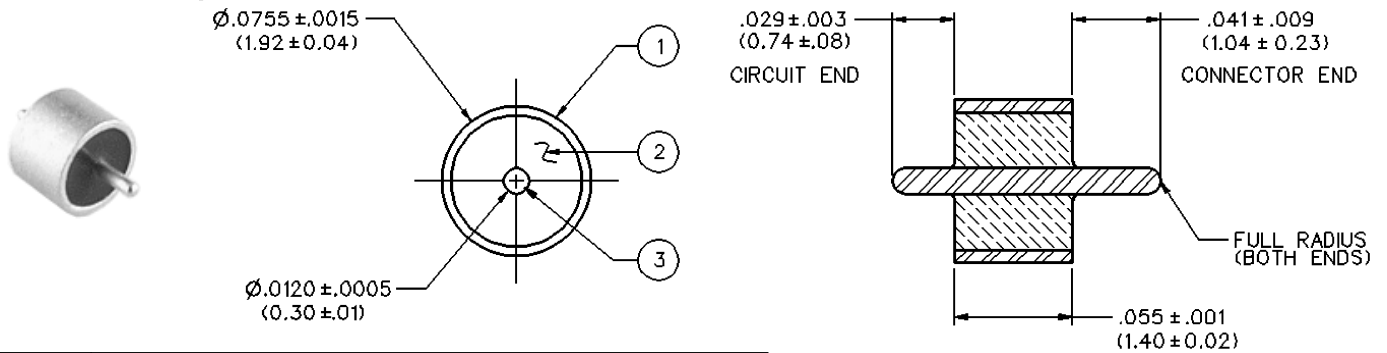 Ø.0755±.0015
(1.92±0.04)
1
2
3
Ø.0120±.0005
(0.30±.01)
.029±.003
(0.74±.08)
CIRCUIT END
.041±.009
(1.04±0.23)
CONNECTOR END
FULL RADIUS
(BOTH ENDS)
.055±.001
(1.40±0.02)